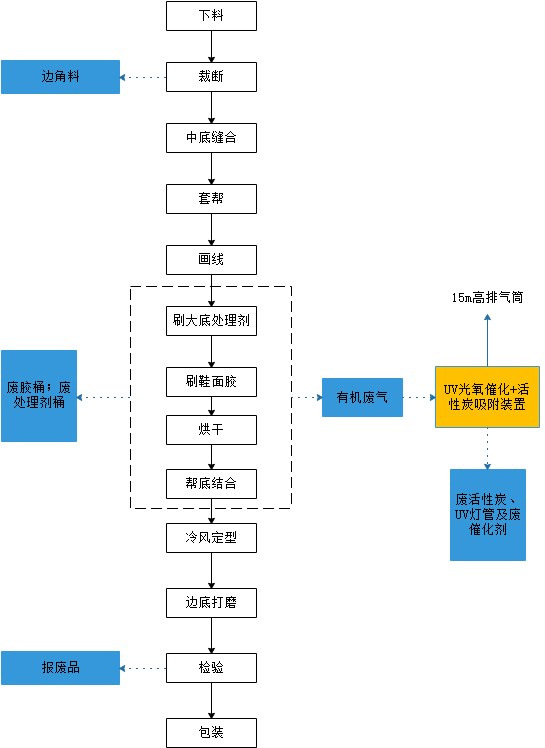 下料
边角料
裁断
中底缝合
套帮
画线
15m高排气筒
刷大底处理剂
刷鞋面胶
废胶桶；废
处理剂桶
有机废气
UV光氧催化+活
性炭吸附装置
烘干
帮底结合
废活性炭、
UV灯管及废
催化剂
冷风定型
边底打磨
报废品
检验
包装